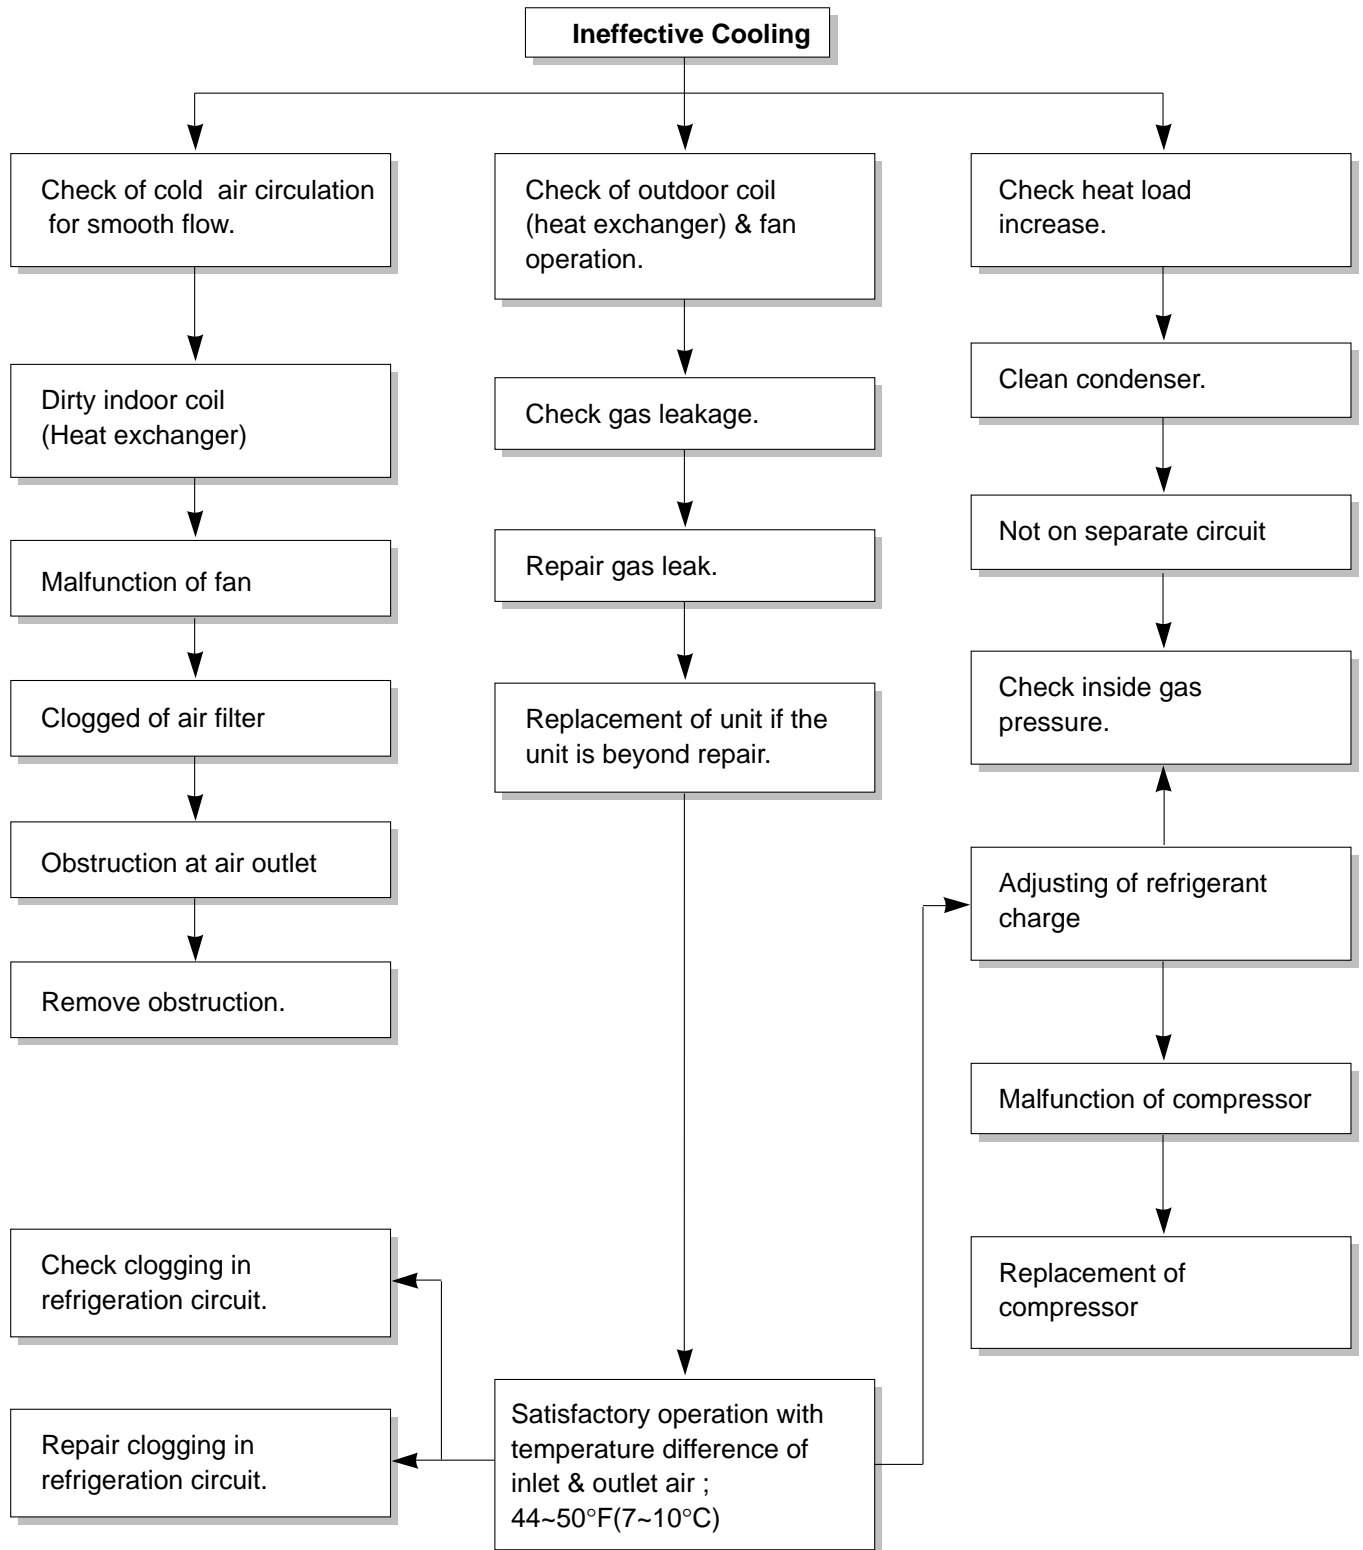 Ineffective Cooling
Check of cold air circulation
for smooth flow.
Dirty indoor coil
(Heat exchanger)
Malfunction of fan
Clogged of air filter
Obstruction at air outlet
Remove obstruction.
Check of outdoor coil
(heat exchanger) & fan
operation.
Check gas leakage.
Repair gas leak.
Replacement of unit if the
unit is beyond repair.
Check heat load
increase.
Clean condenser.
Not on separate circuit
Check inside gas
pressure.
Adjusting of refrigerant
charge
Malfunction of compressor
Replacement of
compressor
Check clogging in
refrigeration circuit.
Repair clogging in
refrigeration circuit.
Satisfactory operation with
temperature difference of
inlet & outlet air ;
44~50°F(7~10°C)